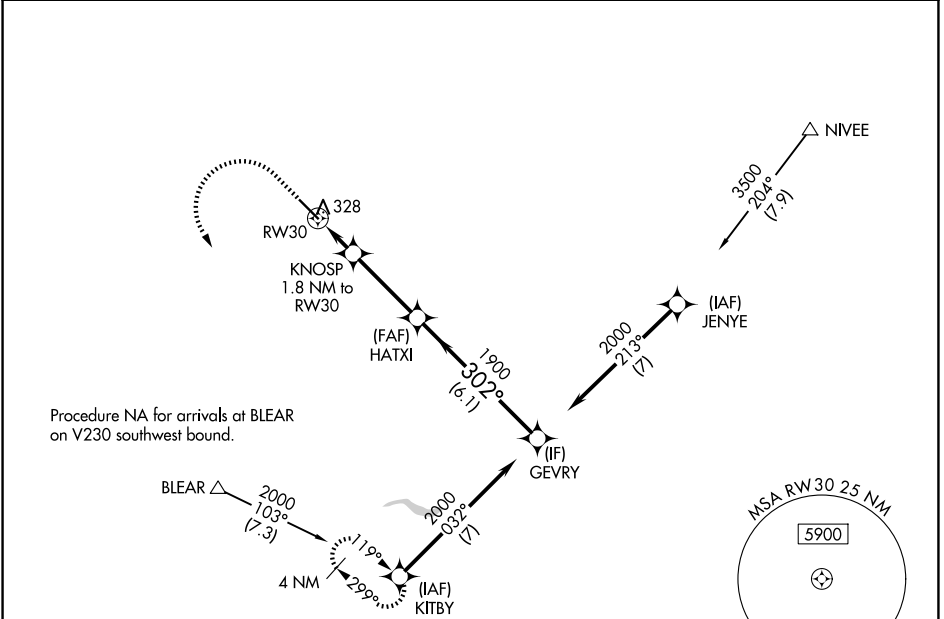 NIVEE
3500
204°
(7.9)
328
RW30
KNOSP
1.8 NM to
RW30
(FAF)
HATXI
(IAF)
JENYE
2000
213°
(7)
1900
302°
(6.1)
Procedure NA for arrivals at BLEAR
on V230 southwest bound.
(IF)
GEVRY
BLEAR
2000
103°
(7.3)
2000
032°
(7)
119°
4 NM
299°
(IAF)
KITBY
MSA RW30 25 NM
5900